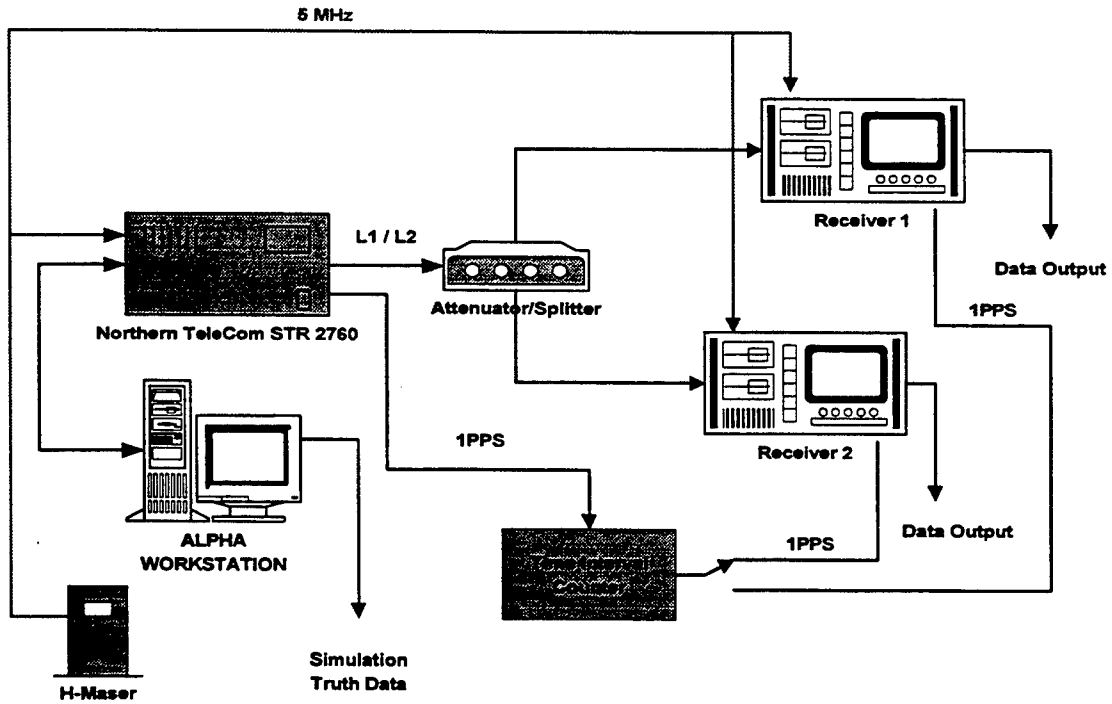 5 MHz
Receiver 1
L1 / L2
Data Output
Attenuator/Splitter
1PPS
Northern TeleCom STR 2760
1PPS
Receiver 2
Data Output
1PPS
ALPHA
WORKSTATION
Simulation
Truth Data
H-Maser